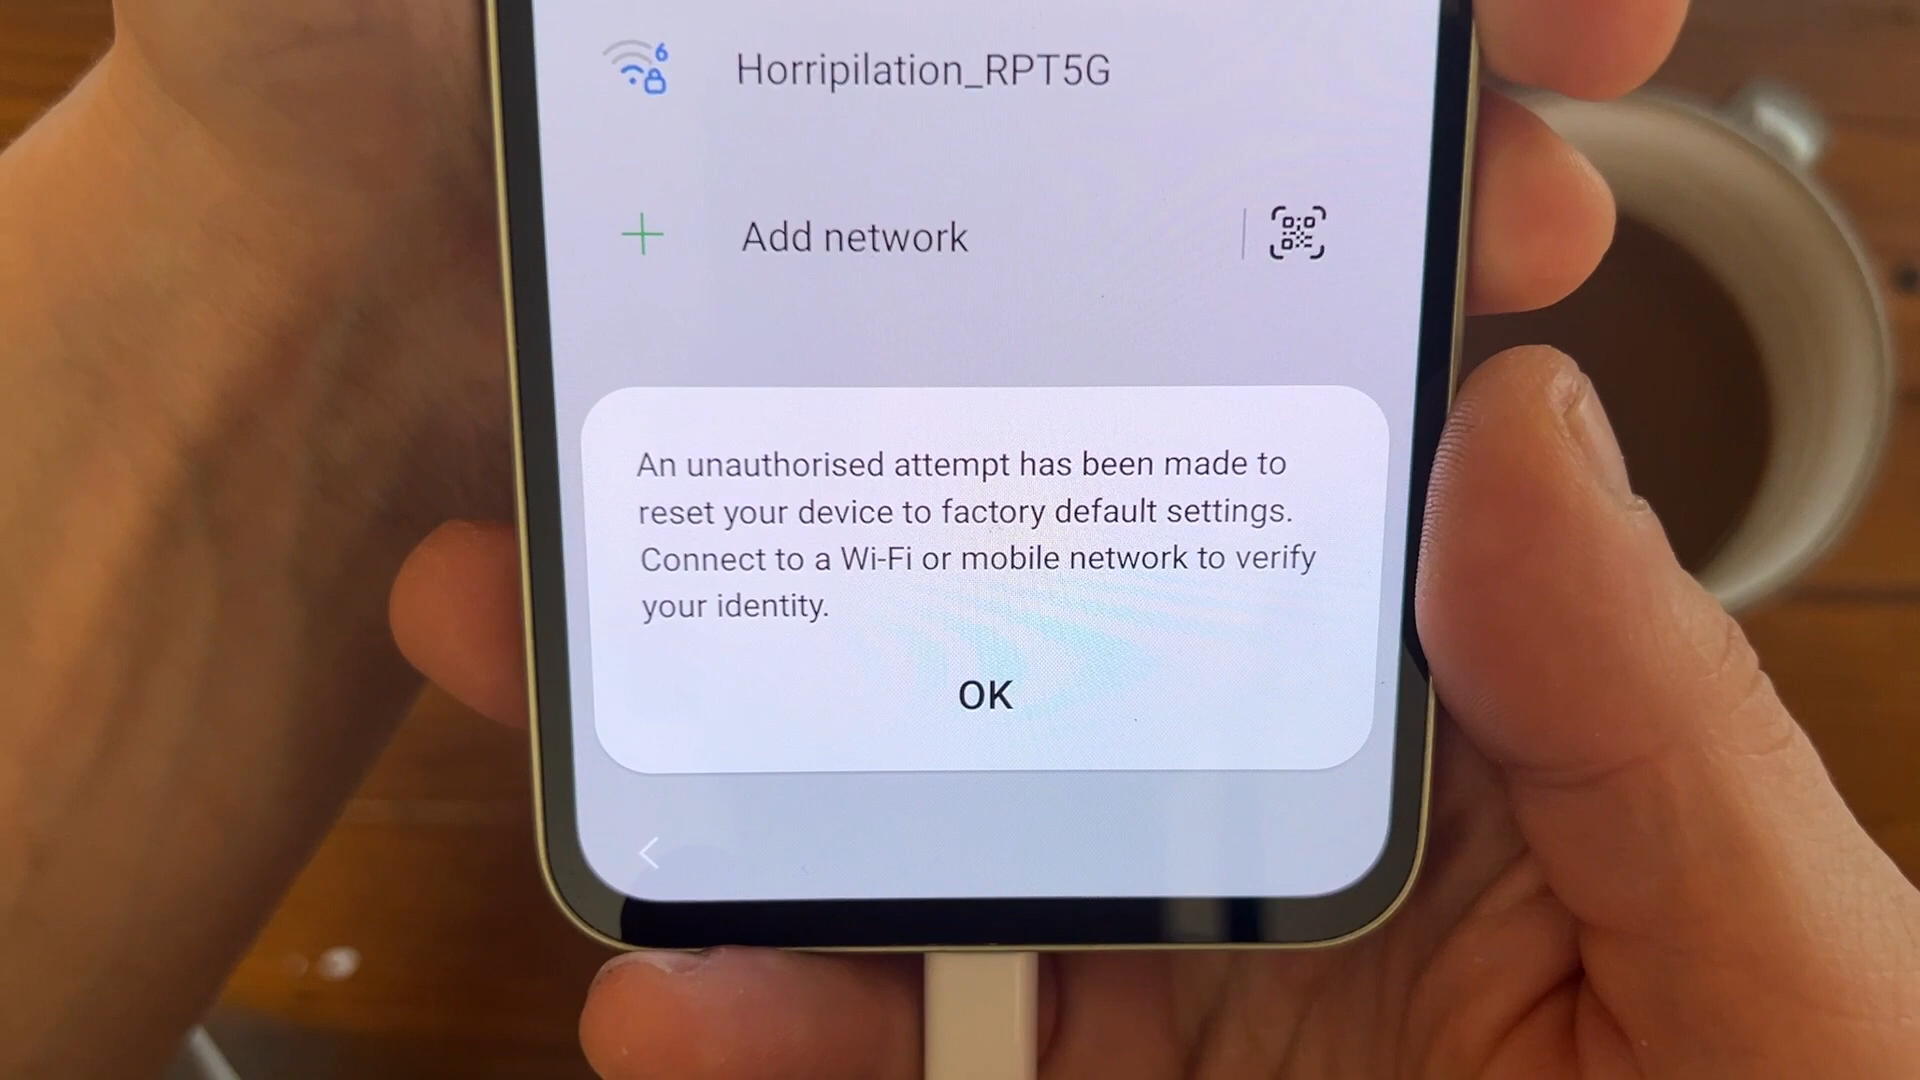 6
Horripilation_RPT5G
Add network
An unauthorised attempt has been made to
reset your device to factory default settings.
Connect to a Wi-Fi or mobile network to verify
your identity.
OK